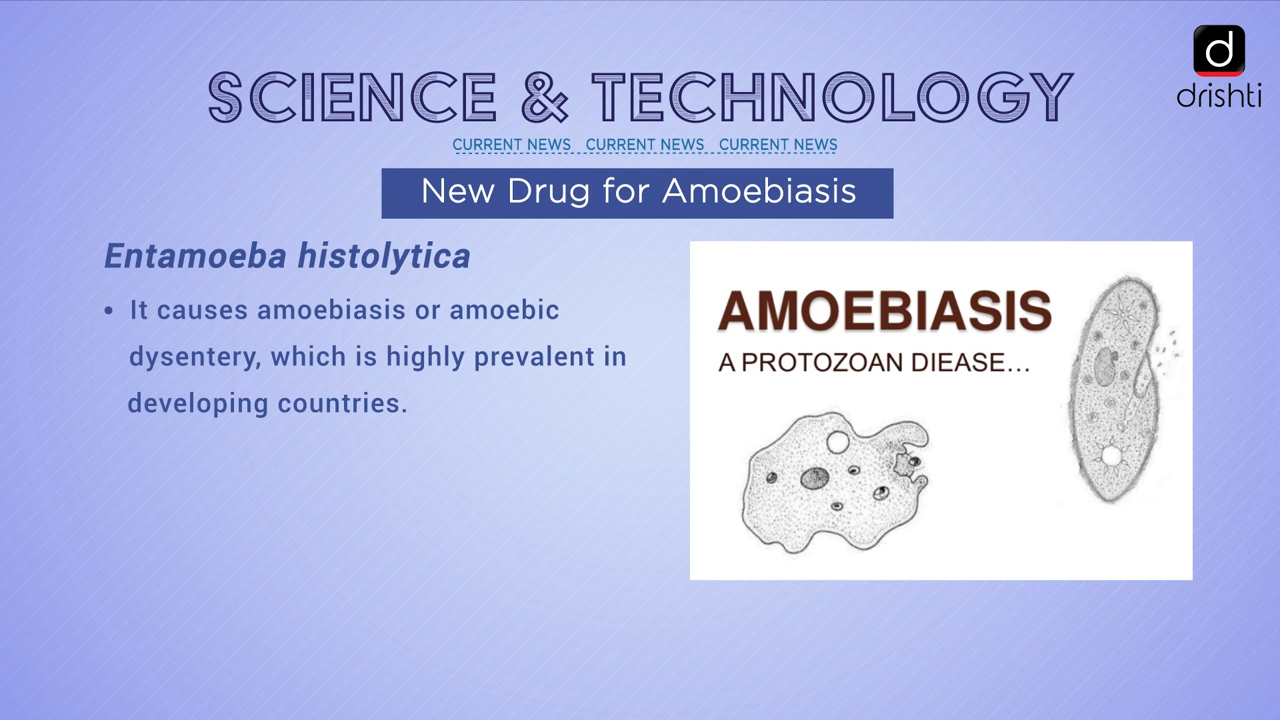 d
drishti
SCIENCE & TECHNOLOGY
CURRENT NEWS CURRENT NEWS CURRENT NEWS
New Drug for Amoebiasis
Entamoeba histolytica
• It causes amoebiasis or amoebic
dysentery, which is highly prevalent in
developing countries.
AMOEBIASIS
A PROTOZOAN DIEASE...